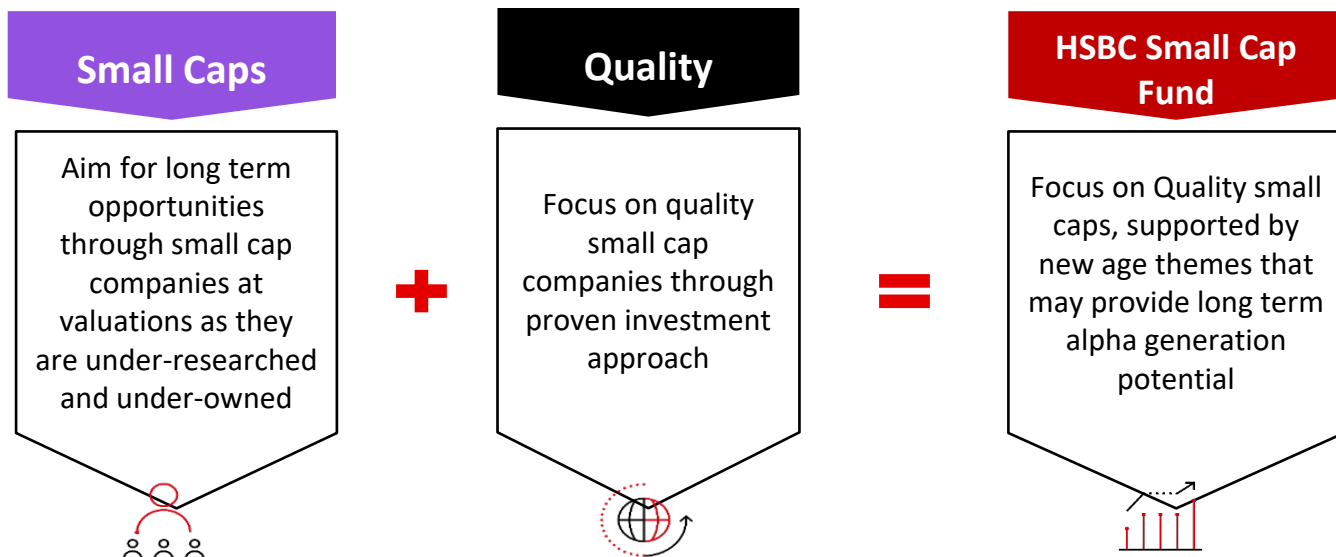 Small Caps
Aim for long term
opportunities
through small cap
companies at
valuations as they
are under-researched
and under-owned
+
Quality
Focus on quality
small cap
companies through
proven investment
approach
=
HSBC Small Cap
Fund
Focus on Quality small
caps, supported by
new age themes that
may provide long term
alpha generation
potential